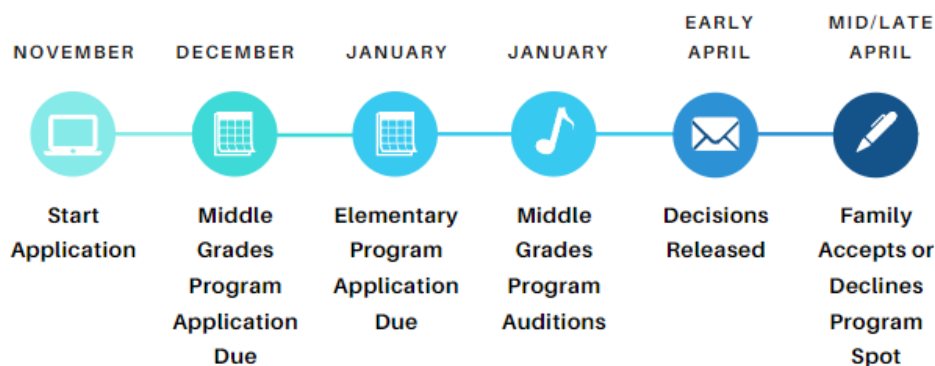 NOVEMBER
DECEMBER
JANUARY
JANUARY
EARLY
APRIL
MID/LATE
APRIL
Start
Application
Middle
Grades
Program
Application
Due
Elementary
Program
Application
Due
Middle
Grades
Program
Auditions
Decisions
Released
Family
Accepts or
Declines
Program
Spot